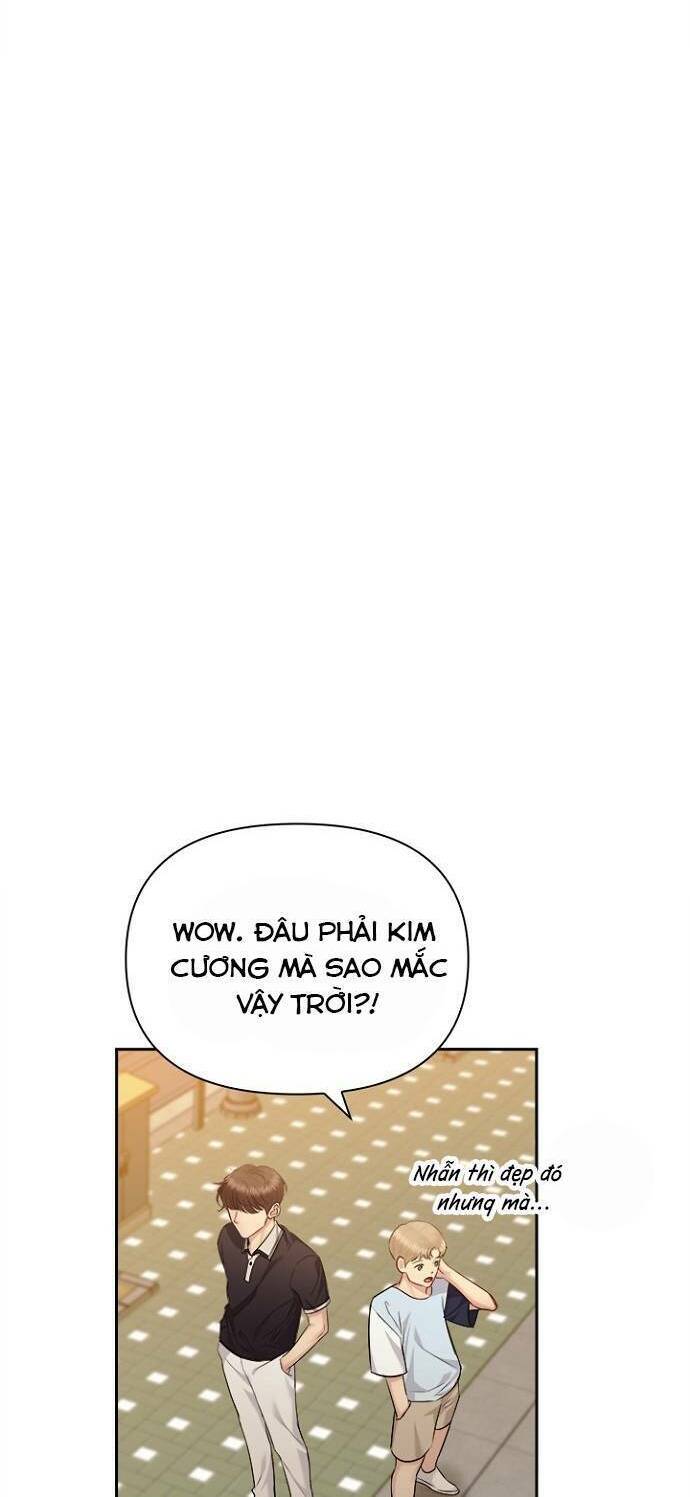 WOW. ĐÂU PHẢI KIM
CƯƠNG MÀ SAO MẮC
VẬY TRỜI?!
Nhẫn thì đẹp đó
nhưng mà...